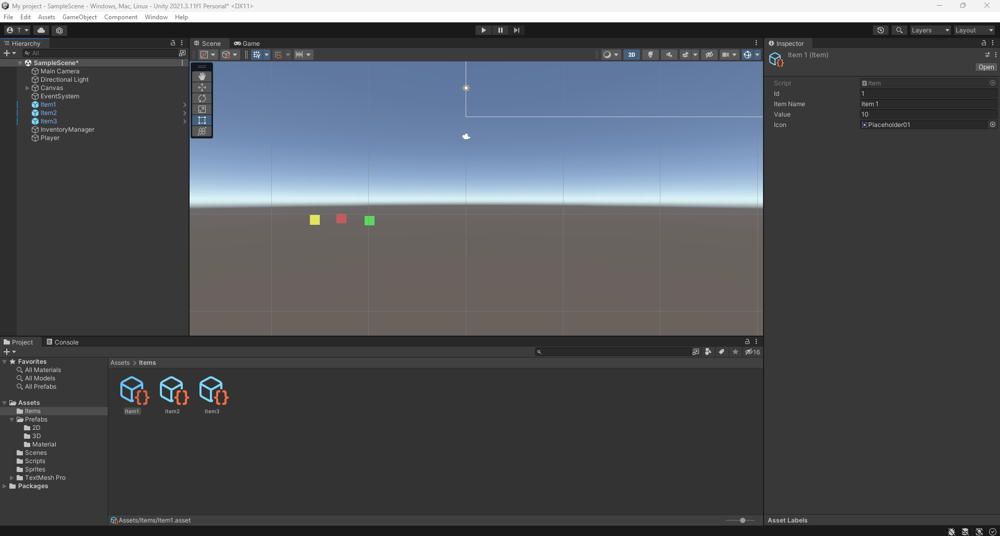 My project - SampleScene - Windows, Mac, Linux - Unity 2021.3.11f1 Personal* <DX11>
File Edit Assets GameObject Component Window Help
T Layers Layout
Hierarchy
All
SampleScene*
Main Camera
Directional Light
Canvas
EventSystem
Item1
Item2
Item3
InventoryManager
Player
Scene Game
2D
Inspector
Item 1 (Item)
Open
Script Item
Id 1
Item Name Item 1
Value 10
Icon Placeholder01
Project Console
16
Favorites
All Materials
All Models
All Prefabs
Assets
Items
Prefabs
2D
3D
Material
Scenes
Scripts
Sprites
TextMesh Pro
Packages
Assets > Items
Item1 Item2 Item3
Assets/Items/Item1.asset
Asset Labels